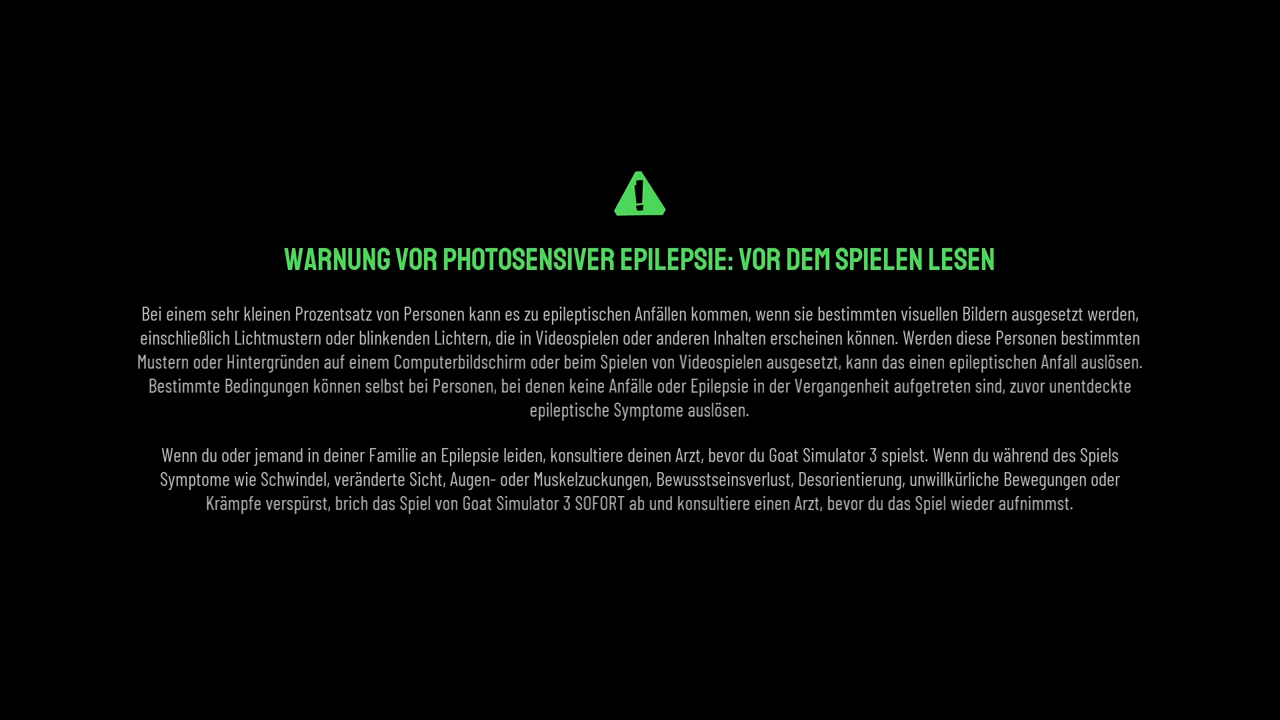 WARNUNG VOR PHOTOSENSIVER EPILEPSIE: VOR DEM SPIELEN LESEN
Bei einem sehr kleinen Prozentsatz von Personen kann es zu epileptischen Anfällen kommen, wenn sie bestimmten visuellen Bildern ausgesetzt werden,
einschließlich Lichtmustern oder blinkenden Lichtern, die in Videospielen oder anderen Inhalten erscheinen können. Werden diese Personen bestimmten
Mustern oder Hintergründen auf einem Computerbildschirm oder beim Spielen von Videospielen ausgesetzt, kann das einen epileptischen Anfall auslösen.
Bestimmte Bedingungen können selbst bei Personen, bei denen keine Anfälle oder Epilepsie in der Vergangenheit aufgetreten sind, zuvor unentdeckte
epileptische Symptome auslösen.
Wenn du oder jemand in deiner Familie an Epilepsie leiden, konsultiere deinen Arzt, bevor du Goat Simulator 3 spielst. Wenn du während des Spiels
Symptome wie Schwindel, veränderte Sicht, Augen- oder Muskelzuckungen, Bewusstseinsverlust, Desorientierung, unwillkürliche Bewegungen oder
Krämpfe verspürst, brich das Spiel von Goat Simulator 3 SOFORT ab und konsultiere einen Arzt, bevor du das Spiel wieder aufnimmst.